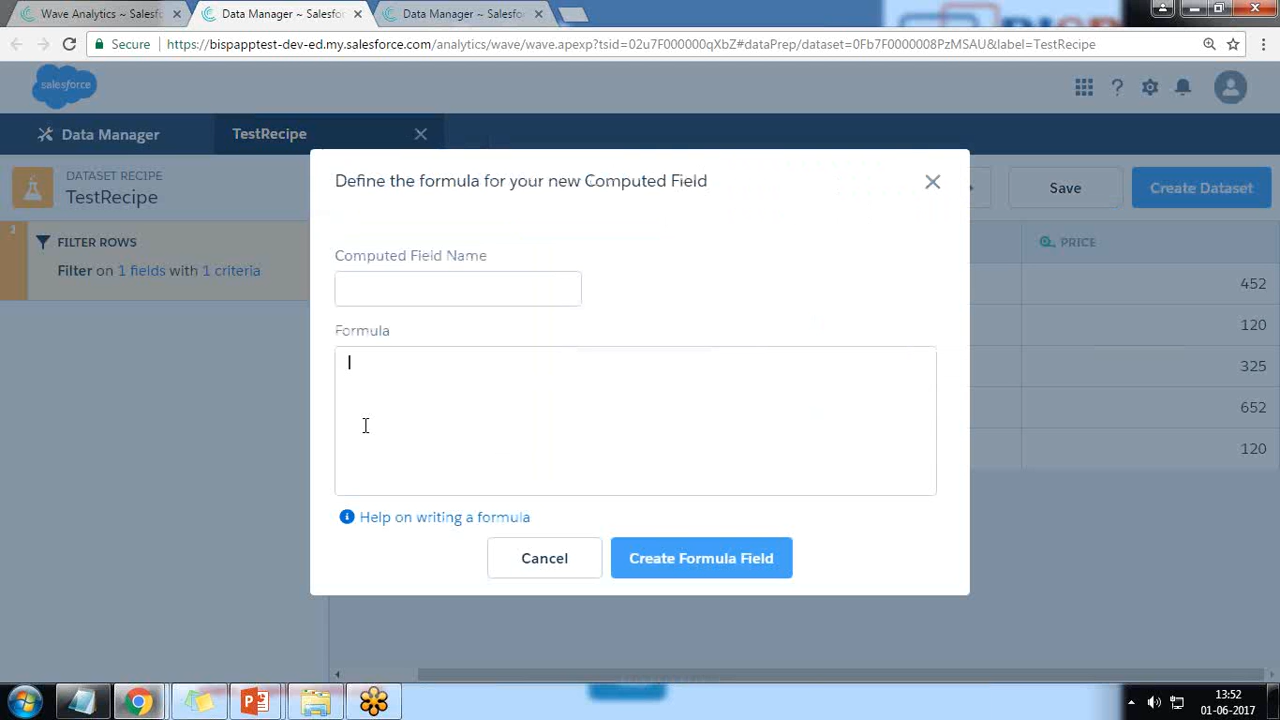 Wave Analytics ~ Salesfo
Data Manager ~ Salesfor
Data Manager ~ Salesfor
Secure
https://bispapptest-dev-ed.my.salesforce.com/analytics/wave/wave.apexp?tsid=02u7F000000qXbZ#dataPrep/dataset=0Fb7F0000008PzMSAU&label=TestRecipe
salesforce
Data Manager
TestRecipe
DATASET RECIPE
TestRecipe
Save
Create Dataset
FILTER ROWS
Filter on 1 fields with 1 criteria
PRICE
452
120
325
652
120
Define the formula for your new Computed Field
Computed Field Name
Formula
Help on writing a formula
Cancel
Create Formula Field
13:52
01-06-2017